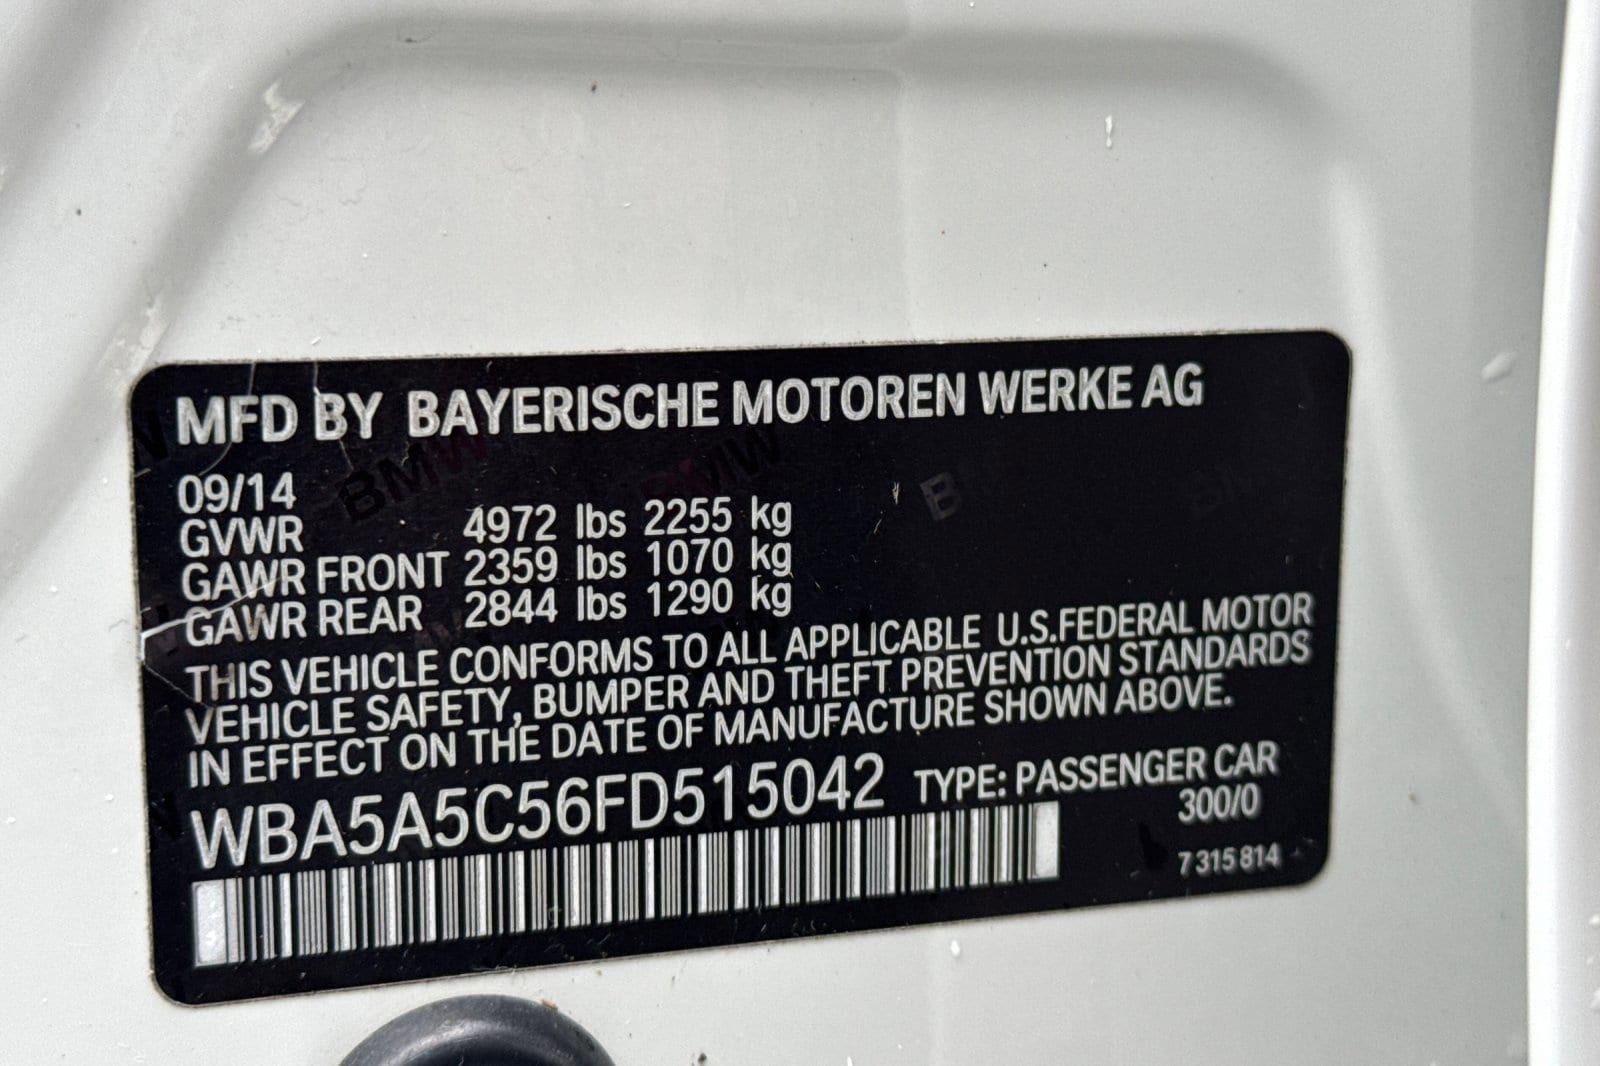 MFD BY BAYERISCHE MOTOREN WERKE AG
09/14
GVWR 4972 lbs 2255 kg
GAWR FRONT 2359 lbs 1070 kg
GAWR REAR 2844 lbs 1290 kg
THIS VEHICLE CONFORMS TO ALL APPLICABLE U.S.FEDERAL MOTOR
VEHICLE SAFETY, BUMPER AND THEFT PREVENTION STANDARDS
IN EFFECT ON THE DATE OF MANUFACTURE SHOWN ABOVE.
WBA5A5C56FD515042 TYPE: PASSENGER CAR
300/0
7 315 814
BMW
BMW